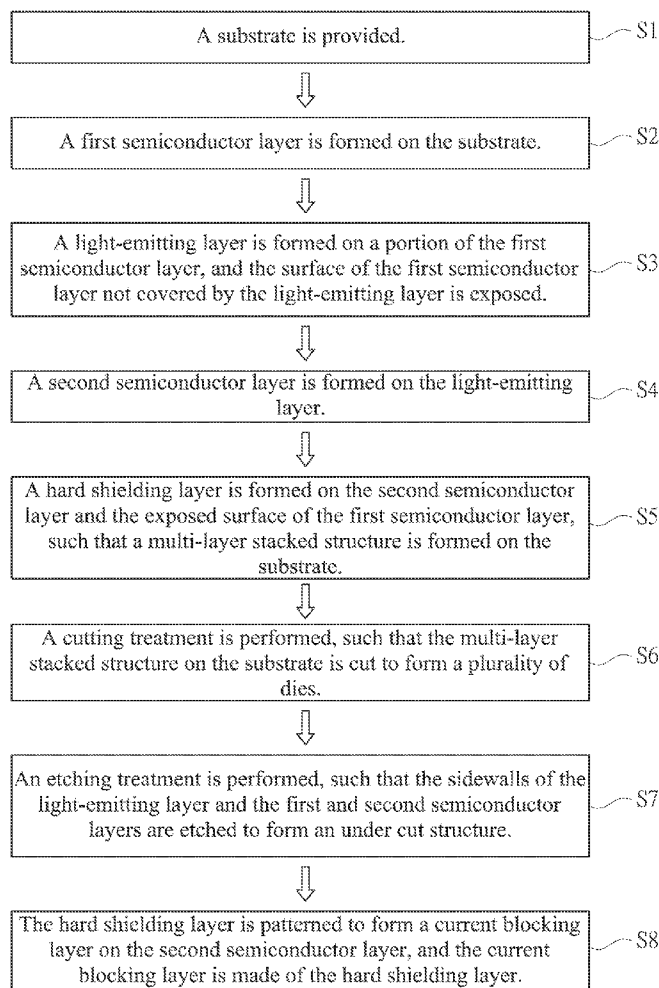 A substrate is provided.
S1
A first semiconductor layer is formed on the substrate.
S2
A light-emitting layer is formed on a portion of the first
semiconductor layer, and the surface of the first semiconductor
layer not covered by the light-emitting layer is exposed.
S3
A second semiconductor layer is formed on the light-emitting
layer.
S4
A hard shielding layer is formed on the second semiconductor
layer and the exposed surface of the first semiconductor layer,
such that a multi-layer stacked structure is formed on the
substrate.
S5
A cutting treatment is performed, such that the multi-layer
stacked structure on the substrate is cut to form a plurality of
dies.
S6
An etching treatment is performed, such that the sidewalls of the
light-emitting layer and the first and second semiconductor
layers are etched to form an under cut structure.
S7
The hard shielding layer is patterned to form a current blocking
layer on the second semiconductor layer, and the current
blocking layer is made of the hard shielding layer.
S8